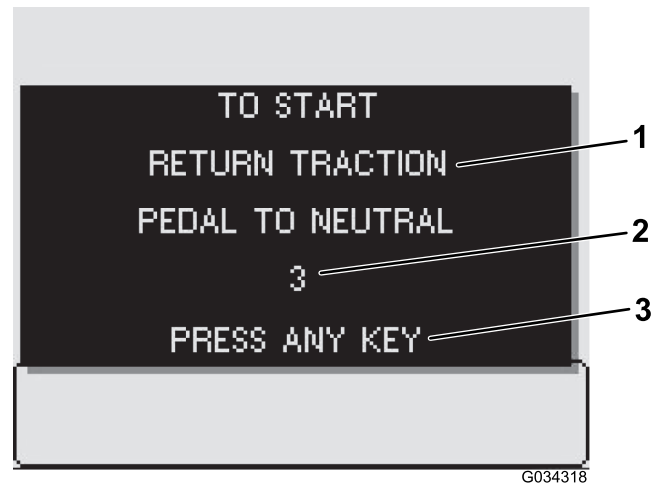 TO START
RETURN TRACTION
1
PEDAL TO NEUTRAL
2
3
3
PRESS ANY KEY
G034318